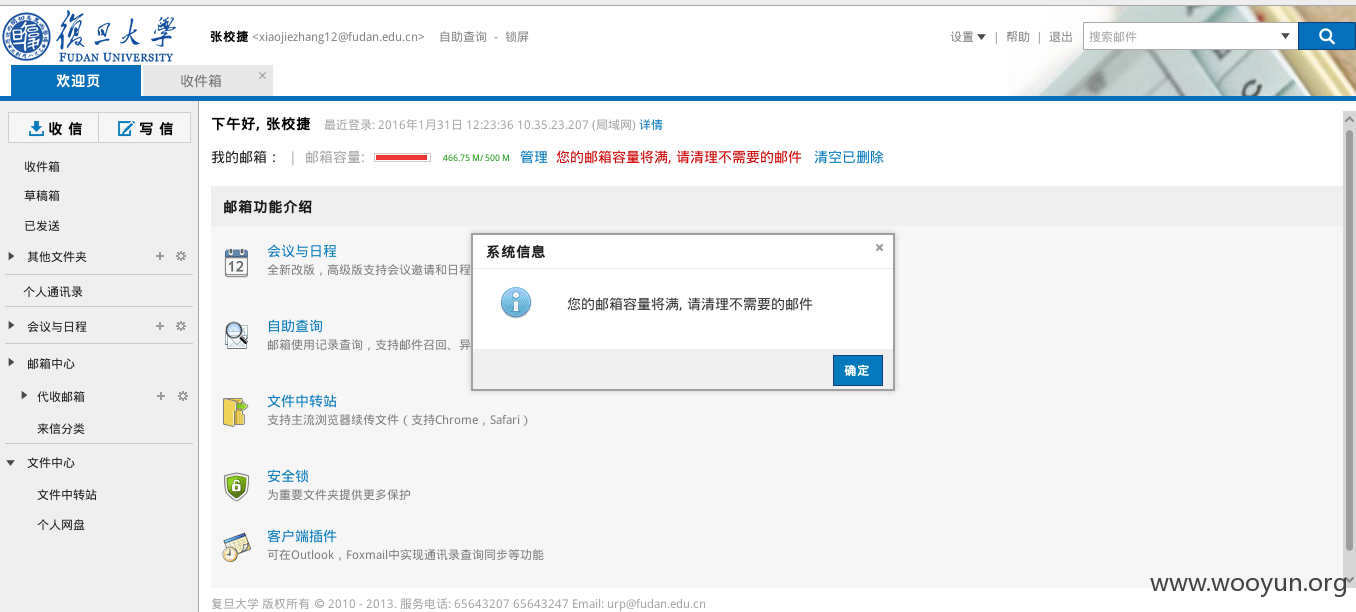 復旦大學
FUDAN UNIVERSITY
张校捷 <xiaojiezhang12@fudan.edu.cn> 自助查询 - 锁屏
设置 | 帮助 | 退出
搜索邮件
欢迎页
收件箱
收信
写信
收件箱
草稿箱
已发送
其他文件夹
个人通讯录
会议与日程
邮箱中心
代收邮箱
来信分类
文件中心
文件中转站
个人网盘
下午好, 张校捷 最近登录: 2016年1月31日 12:23:36 10.35.23.207 (局域网) 详情
我的邮箱： | 邮箱容量: 466.75 M/ 500 M 管理 您的邮箱容量将满, 请清理不需要的邮件 清空已删除
邮箱功能介绍
12
会议与日程
全新改版，高级版支持会议邀请和日程
自助查询
邮箱使用记录查询，支持邮件召回、异
文件中转站
支持主流浏览器续传文件（支持Chrome，Safari）
安全锁
为重要文件夹提供更多保护
客户端插件
可在Outlook，Foxmail中实现通讯录查询同步等功能
系统信息
您的邮箱容量将满, 请清理不需要的邮件
确定
复旦大学 版权所有 © 2010 - 2013. 服务电话: 65643207 65643247 Email: urp@fudan.edu.cn
www.wooyun.org